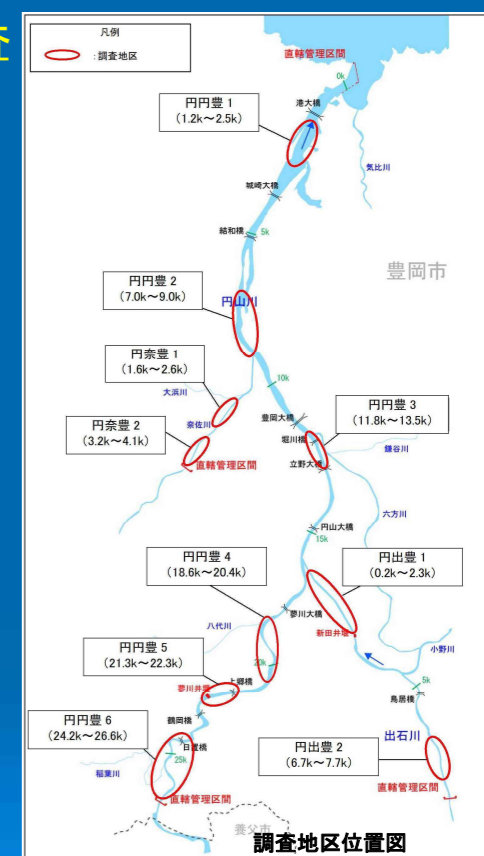 査
凡例
：調査地区
直轄管理区間
0k
港大橋
円円豊 1
(1.2k～2.5k)
気比川
城崎大橋
結和橋
5k
豊岡市
円円豊 2
(7.0k～9.0k)
円山川
円奈豊 1
(1.6k～2.6k)
10k
大浜川
奈佐川
豊岡大橋
円円豊 3
(11.8k～13.5k)
円奈豊 2
(3.2k～4.1k)
堀川橋
鎌谷川
立野大橋
直轄管理区間
六方川
円山大橋
15k
円円豊 4
(18.6k～20.4k)
円出豊 1
(0.2k～2.3k)
八代川
夢川大橋
新田井堰
小野川
円円豊 5
(21.3k～22.3k)
20k
上郷橋
5k
鳥居橋
夢川井堰
鶴岡橋
円円豊 6
(24.2k～26.6k)
日置橋
出石川
25k
円出豊 2
(6.7k～7.7k)
稲葉川
直轄管理区間
直轄管理区間
養父市
調査地区位置図